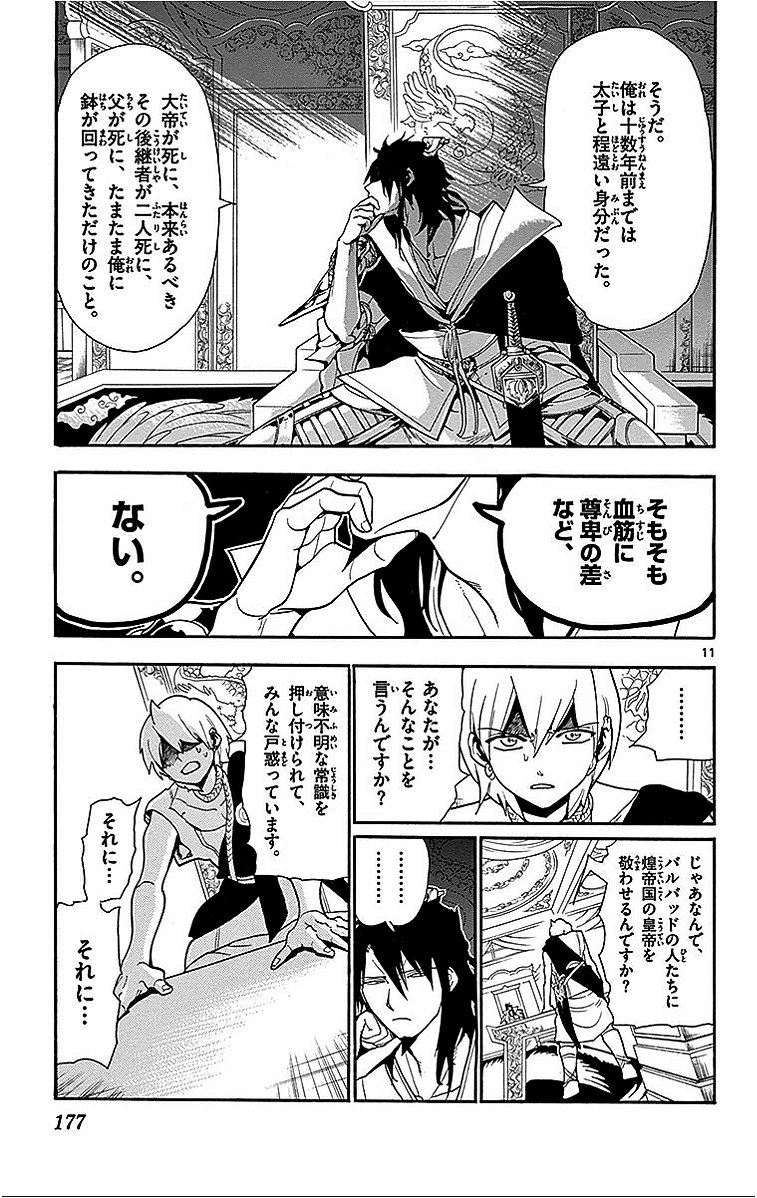 そうだ。
俺は十数年前までは
太子と程遠い身分だった。
大帝が死に、本来あるべき
その後継者が二人死に、
父が死に、たまたま俺に
鉢が回ってきただけのこと。
そもそも
血筋に
尊卑の差
など、
ない。
11
………
あなたが…
そんなことを
言うんですか?
じゃあなんで、
バルバッドの人たちに
煌帝国の皇帝を
敬わせるんですか?
………
………
意味不明な常識を
押し付けられて、
みんな戸惑っています。
それに…
それに…
177